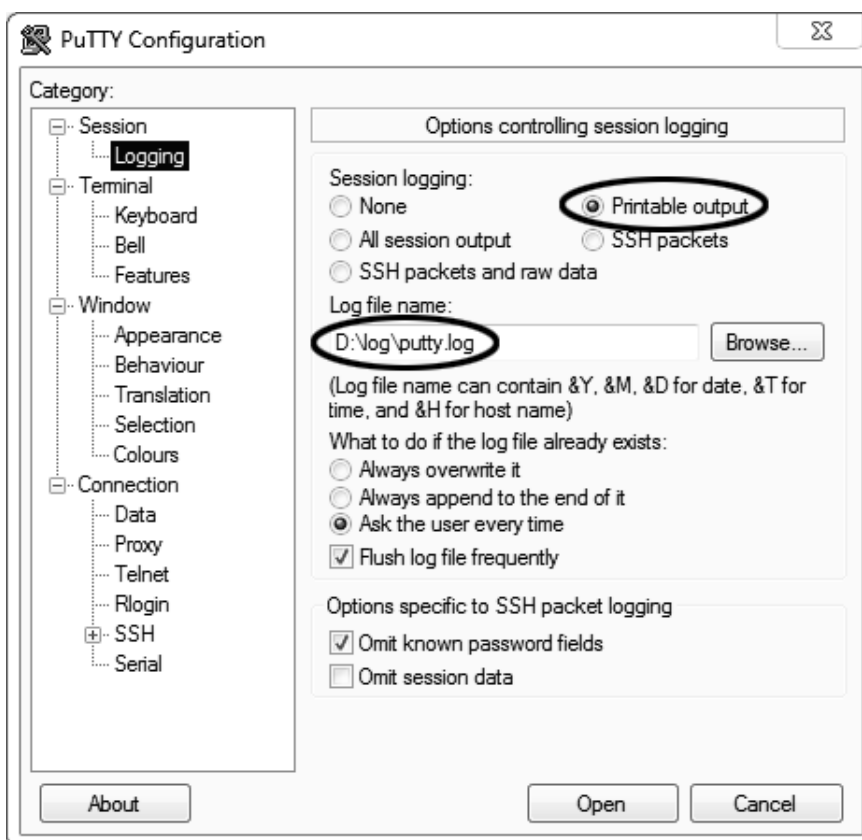 PuTTY Configuration
Category:
Session
Logging
Terminal
Keyboard
Bell
Features
Window
Appearance
Behaviour
Translation
Selection
Colours
Connection
Data
Proxy
Telnet
Rlogin
SSH
Serial
Options controlling session logging
Session logging:
None
Printable output
All session output
SSH packets
SSH packets and raw data
Log file name:
D:\log\putty.log
Browse...
(Log file name can contain &Y, &M, &D for date, &T for
time, and &H for host name)
What to do if the log file already exists:
Always overwrite it
Always append to the end of it
Ask the user every time
Flush log file frequently
Options specific to SSH packet logging
Omit known password fields
Omit session data
About
Open
Cancel